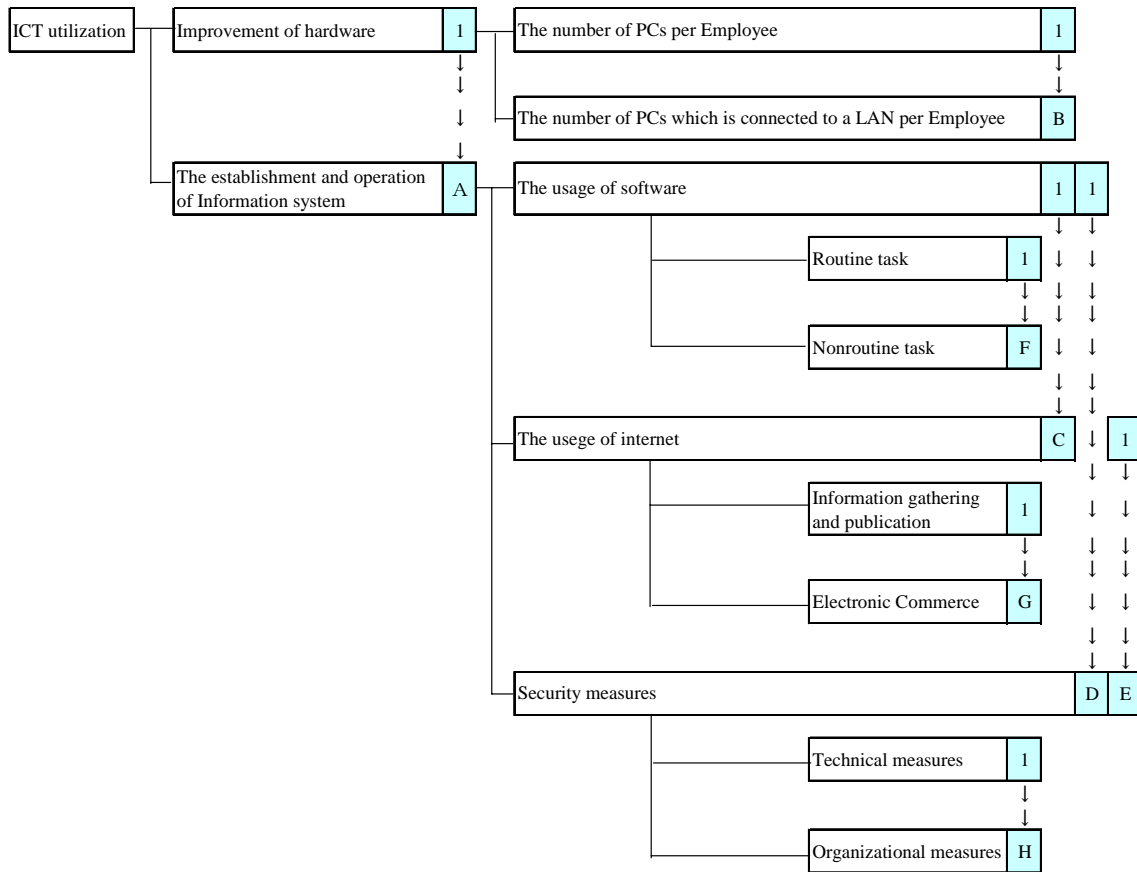 ICT utilization
Improvement of hardware
1
The number of PCs per Employee
1
↓
↓
↓
↓
↓
↓
The number of PCs which is connected to a LAN per Employee
B
The establishment and operation
of Information system
A
The usage of software
1
1
↓
↓
Routine task
1
↓
↓
↓
↓
↓
↓
↓
↓
↓
↓
Nonroutine task
F
↓
↓
↓
↓
↓
↓
The usege of internet
C
↓
1
↓
↓
Information gathering
and publication
1
↓
↓
↓
↓
↓
↓
↓
↓
Electronic Commerce
G
↓
↓
↓
↓
↓
↓
Security measures
D
E
Technical measures
1
↓
↓
Organizational measures
H